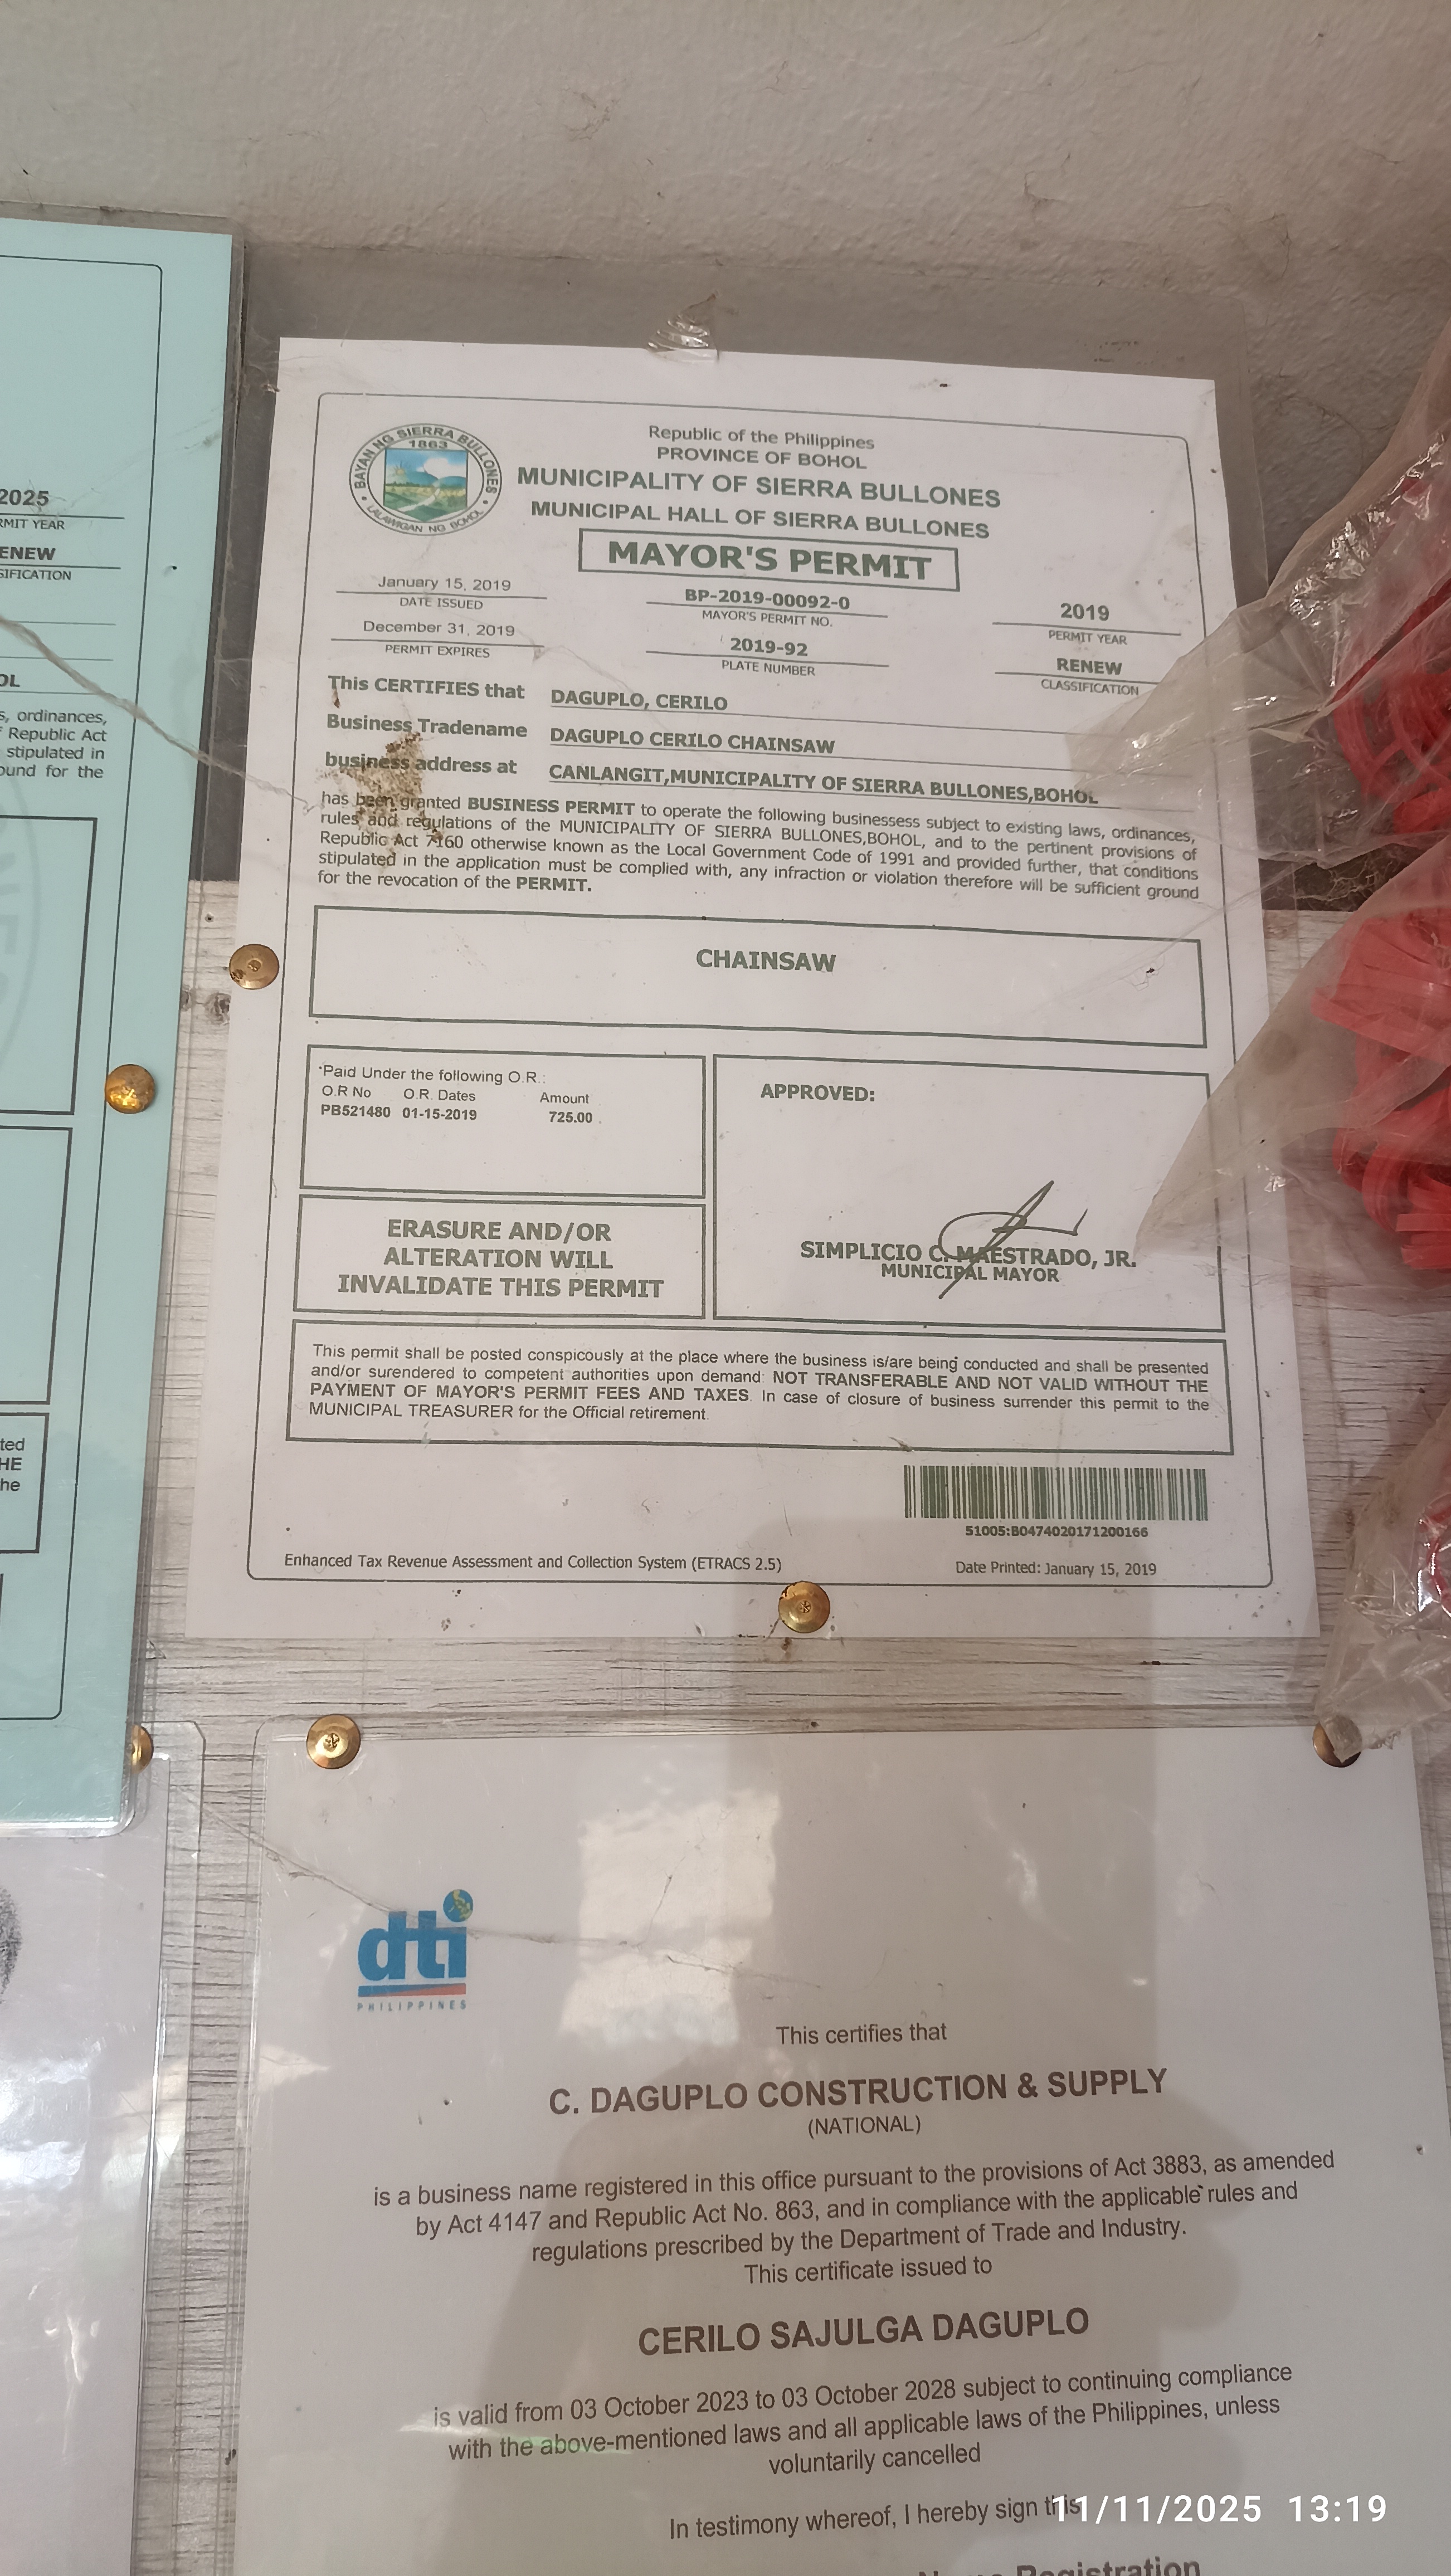 2025
RMIT YEAR
ENEW
SIFICATION
OL
s, ordinances,
Republic Act
stipulated in
ound for the
ted
HE
he
BAYAN NG SIERRA BULLONES
1863
LALAWIGAN NG BOHOL
Republic of the Philippines
PROVINCE OF BOHOL
MUNICIPALITY OF SIERRA BULLONES
MUNICIPAL HALL OF SIERRA BULLONES
MAYOR'S PERMIT
January 15, 2019
DATE ISSUED
BP-2019-00092-0
MAYOR'S PERMIT NO.
2019
PERMIT YEAR
December 31, 2019
PERMIT EXPIRES
2019-92
PLATE NUMBER
RENEW
CLASSIFICATION
This CERTIFIES that DAGUPLO, CERILO
Business Tradename DAGUPLO CERILO CHAINSAW
business address at CANLANGIT,MUNICIPALITY OF SIERRA BULLONES,BOHOL
has been granted BUSINESS PERMIT to operate the following businessess subject to existing laws, ordinances,
rules and regulations of the MUNICIPALITY OF SIERRA BULLONES,BOHOL, and to the pertinent provisions of
Republic Act 7160 otherwise known as the Local Government Code of 1991 and provided further, that conditions
stipulated in the application must be complied with, any infraction or violation therefore will be sufficient ground
for the revocation of the PERMIT.
CHAINSAW
*Paid Under the following O.R.:
O.R No O.R. Dates Amount
PB521480 01-15-2019 725.00
APPROVED:
SIMPLICIO C. MAESTRADO, JR.
MUNICIPAL MAYOR
ERASURE AND/OR
ALTERATION WILL
INVALIDATE THIS PERMIT
This permit shall be posted conspicously at the place where the business is/are being conducted and shall be presented
and/or surendered to competent authorities upon demand: NOT TRANSFERABLE AND NOT VALID WITHOUT THE
PAYMENT OF MAYOR'S PERMIT FEES AND TAXES. In case of closure of business surrender this permit to the
MUNICIPAL TREASURER for the Official retirement.
51005:B0474020171200166
Enhanced Tax Revenue Assessment and Collection System (ETRACS 2.5) Date Printed: January 15, 2019
dti
PHILIPPINES
This certifies that
C. DAGUPLO CONSTRUCTION & SUPPLY
(NATIONAL)
is a business name registered in this office pursuant to the provisions of Act 3883, as amended
by Act 4147 and Republic Act No. 863, and in compliance with the applicable rules and
regulations prescribed by the Department of Trade and Industry.
This certificate issued to
CERILO SAJULGA DAGUPLO
is valid from 03 October 2023 to 03 October 2028 subject to continuing compliance
with the above-mentioned laws and all applicable laws of the Philippines, unless
voluntarily cancelled
In testimony whereof, I hereby sign this
11/11/2025 13:19
Name Registration